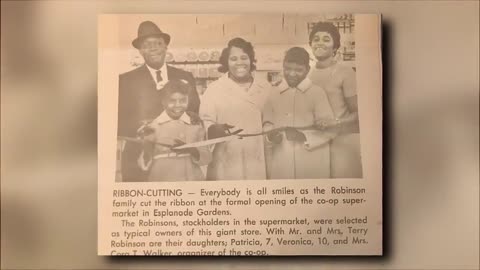 RIBBON-CUTTING — Everybody is all smiles as the Robinson
family cut the ribbon at the formal opening of the co-op super-
market in Esplanade Gardens.
The Robinsons, stockholders in the supermarket, were selected
as typical owners of this giant store. With Mr. and Mrs. Terry
Robinson are their daughters; Patricia, 7, Veronica, 10, and Mrs.
Cora T. Walker, organizer of the co-op.